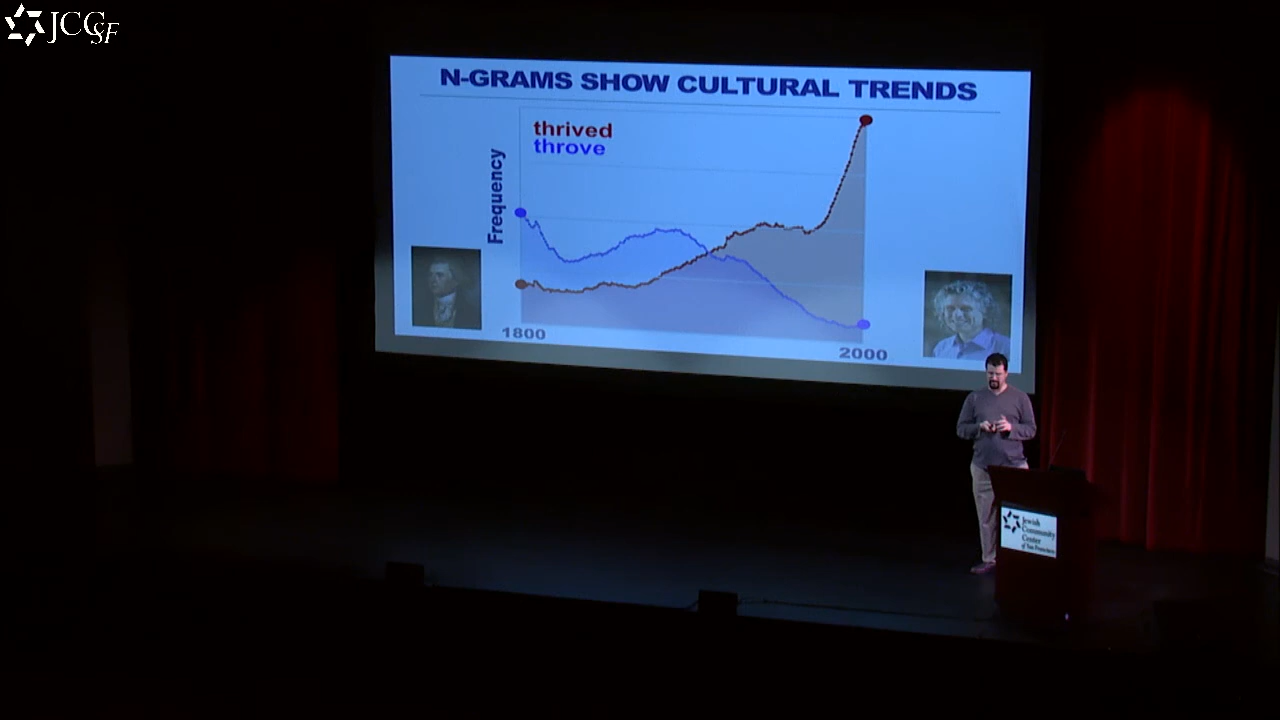 JCCSF
N-GRAMS SHOW CULTURAL TRENDS
thrived
throve
Frequency
1800
2000
Jewish
Community
Center
of San Francisco